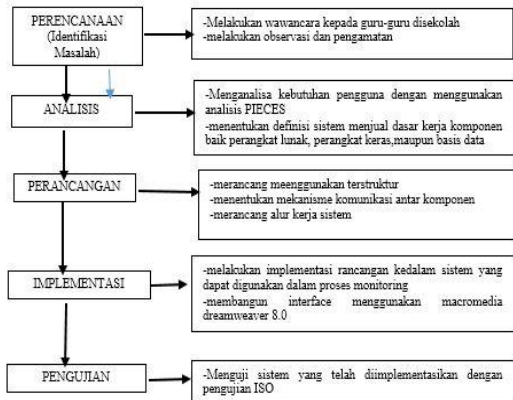 PERENCANAAN
(Identifikasi
Masalah)
-Melakukan wawancara kepada guru-guru disekolah
-melakukan observasi dan pengamatan
ANALISIS
-Menganalisa kebutuhan pengguna dengan menggunakan
analisis PIECES
-menentukan definisi sistem menjual dasar kerja komponen
baik perangkat lunak, perangkat keras,maupun basis data
PERANCANGAN
-merancang meenggunakan terstruktur
-menentukan mekanisme komunikasi antar komponen
-merancang alur kerja sistem
IMPLEMENTASI
-melakukan implementasi rancangan kedalam sistem yang
dapat digunakan dalam proses monitoring
-membangun interface menggunakan macromedia
dreamweaver 8.0
PENGUJIAN
-Menguji sistem yang telah diimplementasikan dengan
pengujian ISO